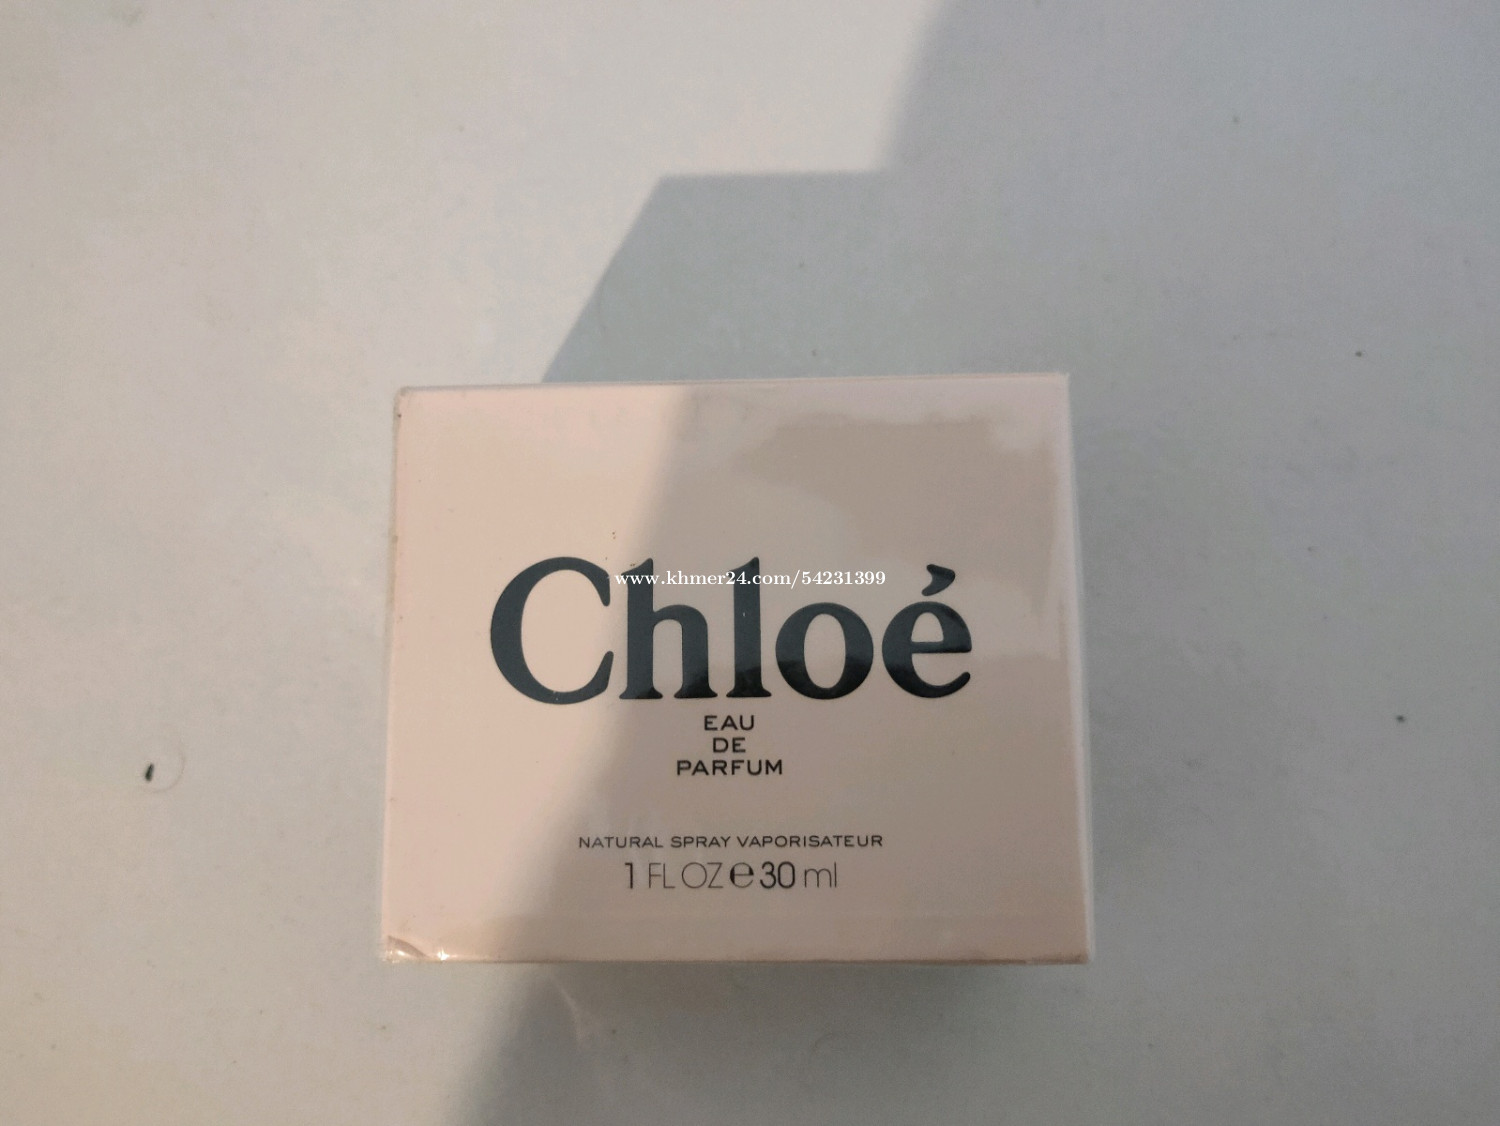 www.khmer24.com/54231399
Chloé
EAU
DE
PARFUM
NATURAL SPRAY VAPORISATEUR
1 FL OZ e 30 ml